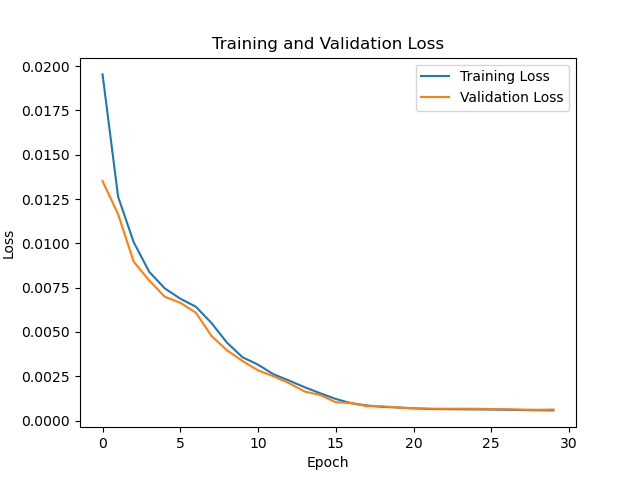 Training and Validation Loss
Training Loss
Validation Loss
0.0200
0.0175
0.0150
0.0125
0.0100
0.0075
0.0050
0.0025
0.0000
Loss
0 5 10 15 20 25 30
Epoch